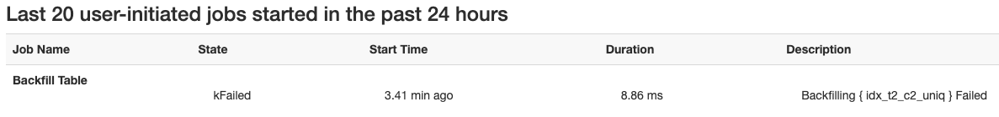 Last 20 user-initiated jobs started in the past 24 hours
Job Name State Start Time Duration Description
Backfill Table
kFailed 3.41 min ago 8.86 ms Backfilling { idx_t2_c2_uniq } Failed